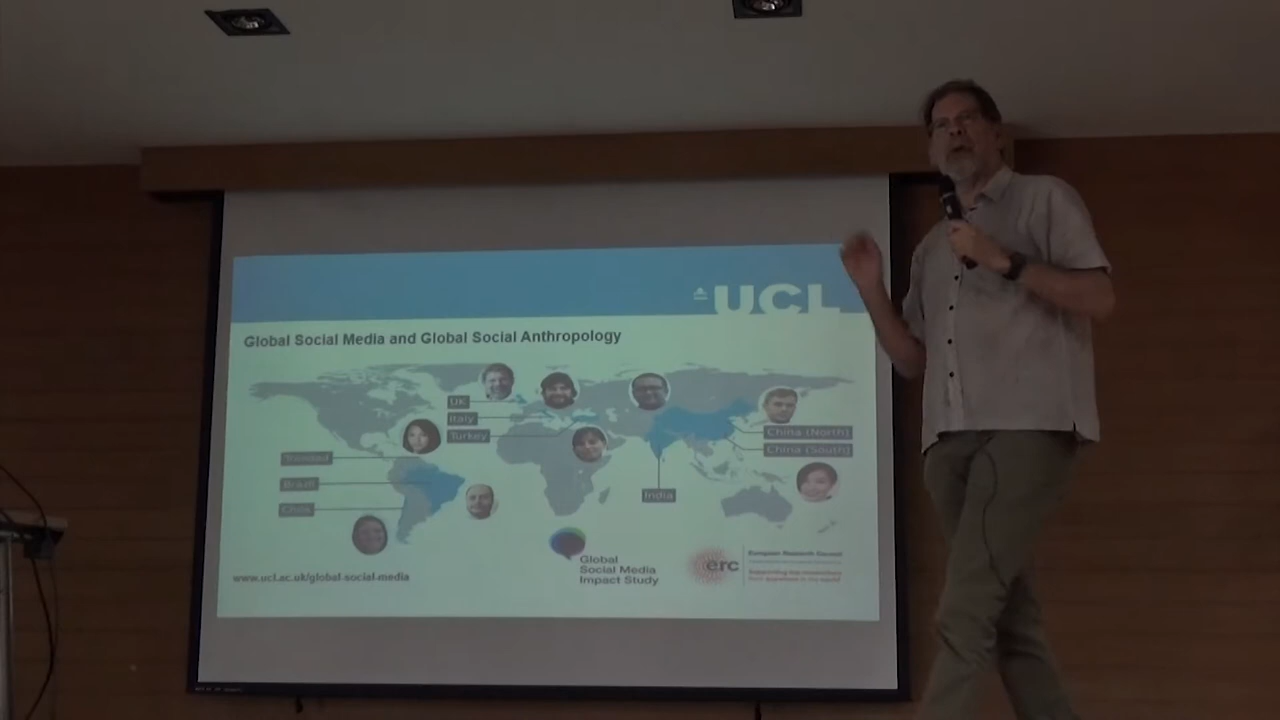 UCL
Global Social Media and Global Social Anthropology
UK
Italy
Turkey
Trinidad
Brazil
Chile
China (North)
China (South)
India
Global
Social Media
Impact Study
erc
European Research Council
www.ucl.ac.uk/global-social-media